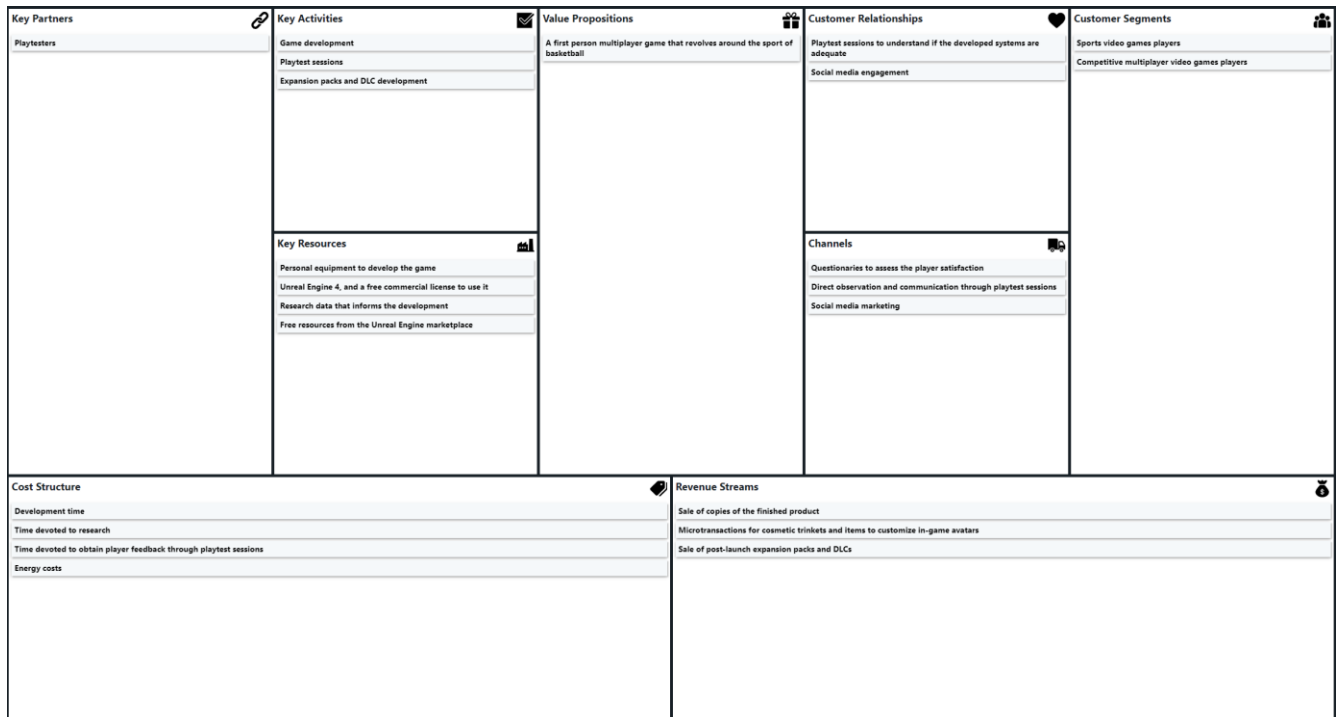 Key Partners
Playtesters
Key Activities
Game development
Playtest sessions
Expansion packs and DLC development
Key Resources
Personal equipment to develop the game
Unreal Engine 4, and a free commercial license to use it
Research data that informs the development
Free resources from the Unreal Engine marketplace
Value Propositions
A first person multiplayer game that revolves around the sport of
basketball
Customer Relationships
Playtest sessions to understand if the developed systems are
adequate
Social media engagement
Channels
Questionaries to assess the player satisfaction
Direct observation and communication through playtest sessions
Social media marketing
Customer Segments
Sports video games players
Competitive multiplayer video games players
Cost Structure
Development time
Time devoted to research
Time devoted to obtain player feedback through playtest sessions
Energy costs
Revenue Streams
Sale of copies of the finished product
Microtransactions for cosmetic trinkets and items to customize in-game avatars
Sale of post-launch expansion packs and DLCs